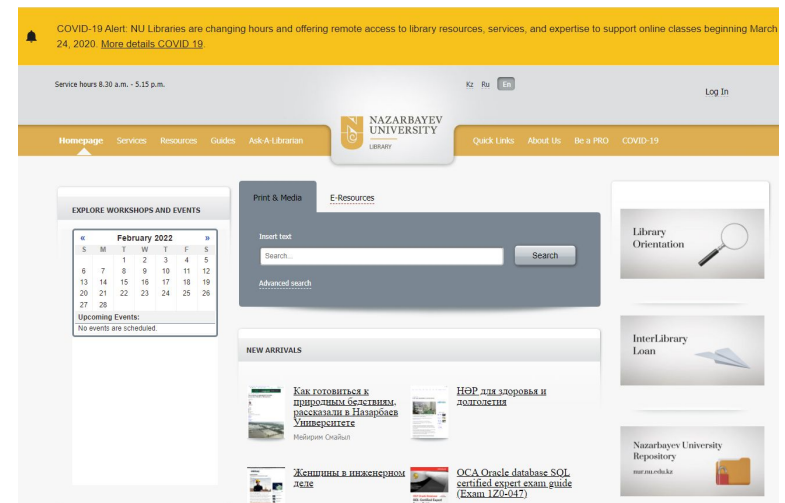 COVID-19 Alert: NU Libraries are changing hours and offering remote access to library resources, services, and expertise to support online classes beginning March
24, 2020. More details COVID 19.
Service hours 8.30 a.m. - 5.15 p.m.
Kz Ru En
Log In
NAZARBAYEV
UNIVERSITY
LIBRARY
Homepage Services Resources Guides Ask-A-Librarian
Quick Links About Us Be a PRO COVID-19
EXPLORE WORKSHOPS AND EVENTS
« February 2022 »
S M T W T F S
1 2 3 4 5
6 7 8 9 10 11 12
13 14 15 16 17 18 19
20 21 22 23 24 25 26
27 28
Upcoming Events:
No events are scheduled.
Print & Media E-Resources
Insert text
Search...
Search
Advanced search
NEW ARRIVALS
Как готовиться к
природным бедствиям,
рассказали в Назарбаев
Университете
Мейирим Смайыл
НӘР для здоровья и
долголетия
Женщины в инженерном
деле
OCA Oracle database SQL
certified expert exam guide
(Exam 1Z0-047)
Library
Orientation
InterLibrary
Loan
Nazarbayev University
Repository
nur.nu.edu.kz